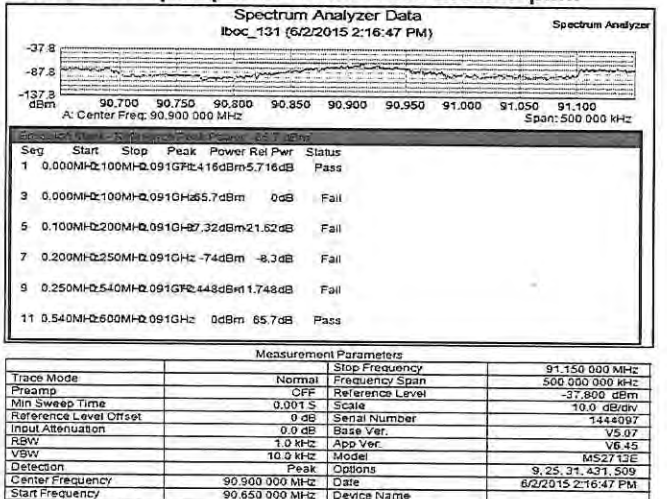 Spectrum Analyzer Data
Iboc_131 (6/2/2015 2:16:47 PM)
Spectrum Analyzer
-37.8
-87.8
-137.8
dBm
90.700 90.750 90.800 90.850 90.900 90.950 91.000 91.050 91.100
A: Center Freq: 90.900 000 MHz
Span: 500 000 kHz
Seg Start Stop Peak Power Rel Pwr Status
1 Pass
3 0dB Fail
5 Fail
7 -74dBm -8.3dB Fail
9 Fail
11 0dBm 65.7dB Pass
Measurement Parameters
Stop Frequency 91.150 000 MHz
Trace Mode Normal Frequency Span 500 000 000 kHz
Preamp OFF Reference Level -37.800 dBm
Min Sweep Time 0.001 S Scale 10.0 dB/div
Reference Level Offset 0 dB Serial Number 1444097
Input Attenuation 0.0 dB Base Ver. V5.07
RBW 1.0 kHz App Ver. V6.45
VBW 10.0 kHz Model MS2713E
Detection Peak Options 9, 25, 31, 431, 509
Center Frequency 90.900 000 MHz Date 6/2/2015 2:16:47 PM
Start Frequency 90.650 000 MHz Device Name